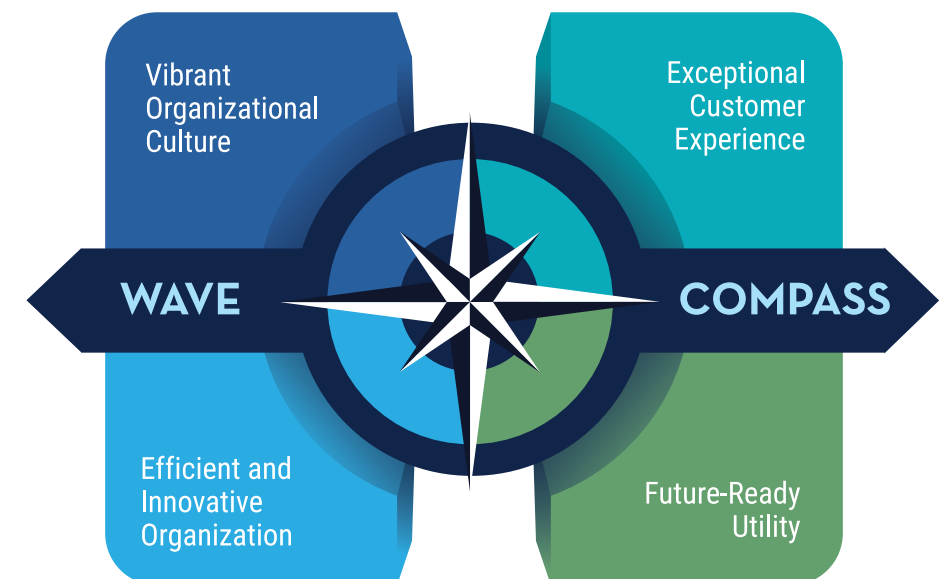 Vibrant
Organizational
Culture
Exceptional
Customer
Experience
WAVE
COMPASS
Efficient and
Innovative
Organization
Future-Ready
Utility